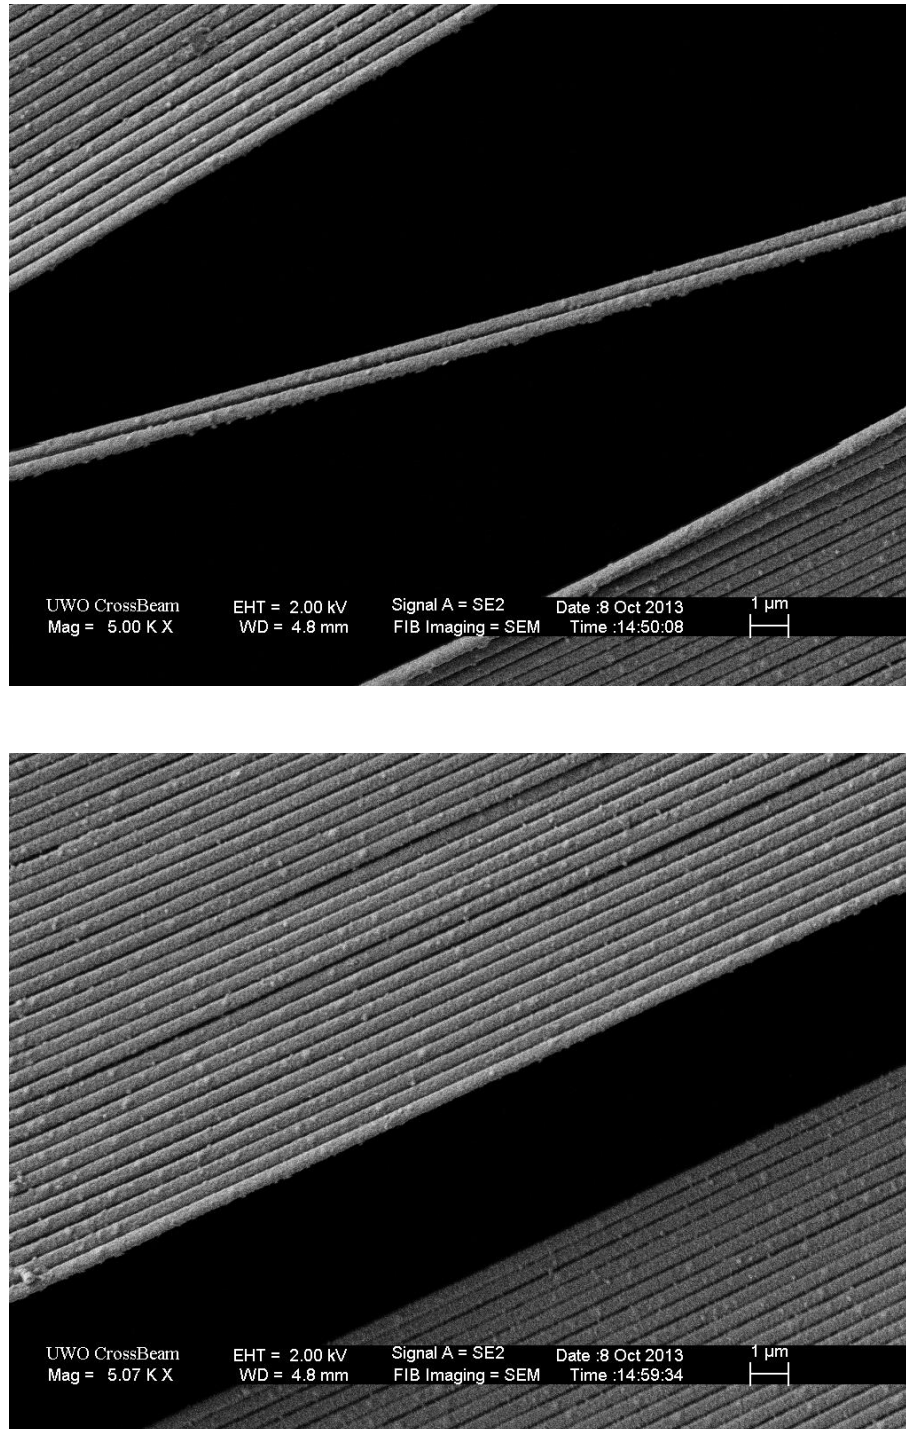 UWO CrossBeam EHT = 2.00 kV Signal A = SE2 Date :8 Oct 2013 1 µm
Mag = 5.00 K X WD = 4.8 mm FIB Imaging = SEM Time :14:50:08
UWO CrossBeam EHT = 2.00 kV Signal A = SE2 Date :8 Oct 2013 1 µm
Mag = 5.07 K X WD = 4.8 mm FIB Imaging = SEM Time :14:59:34